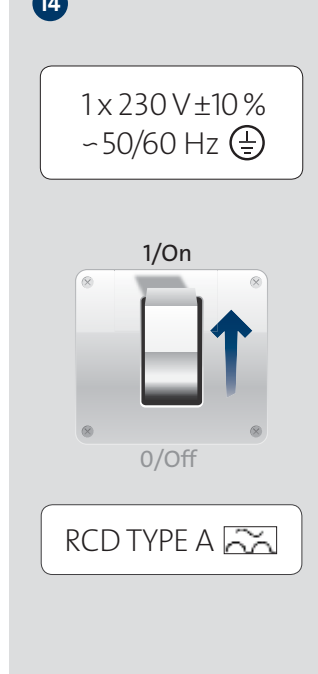 14
1 x 230 V ±10 %
~50/60 Hz
1/On
0/Off
RCD TYPE A